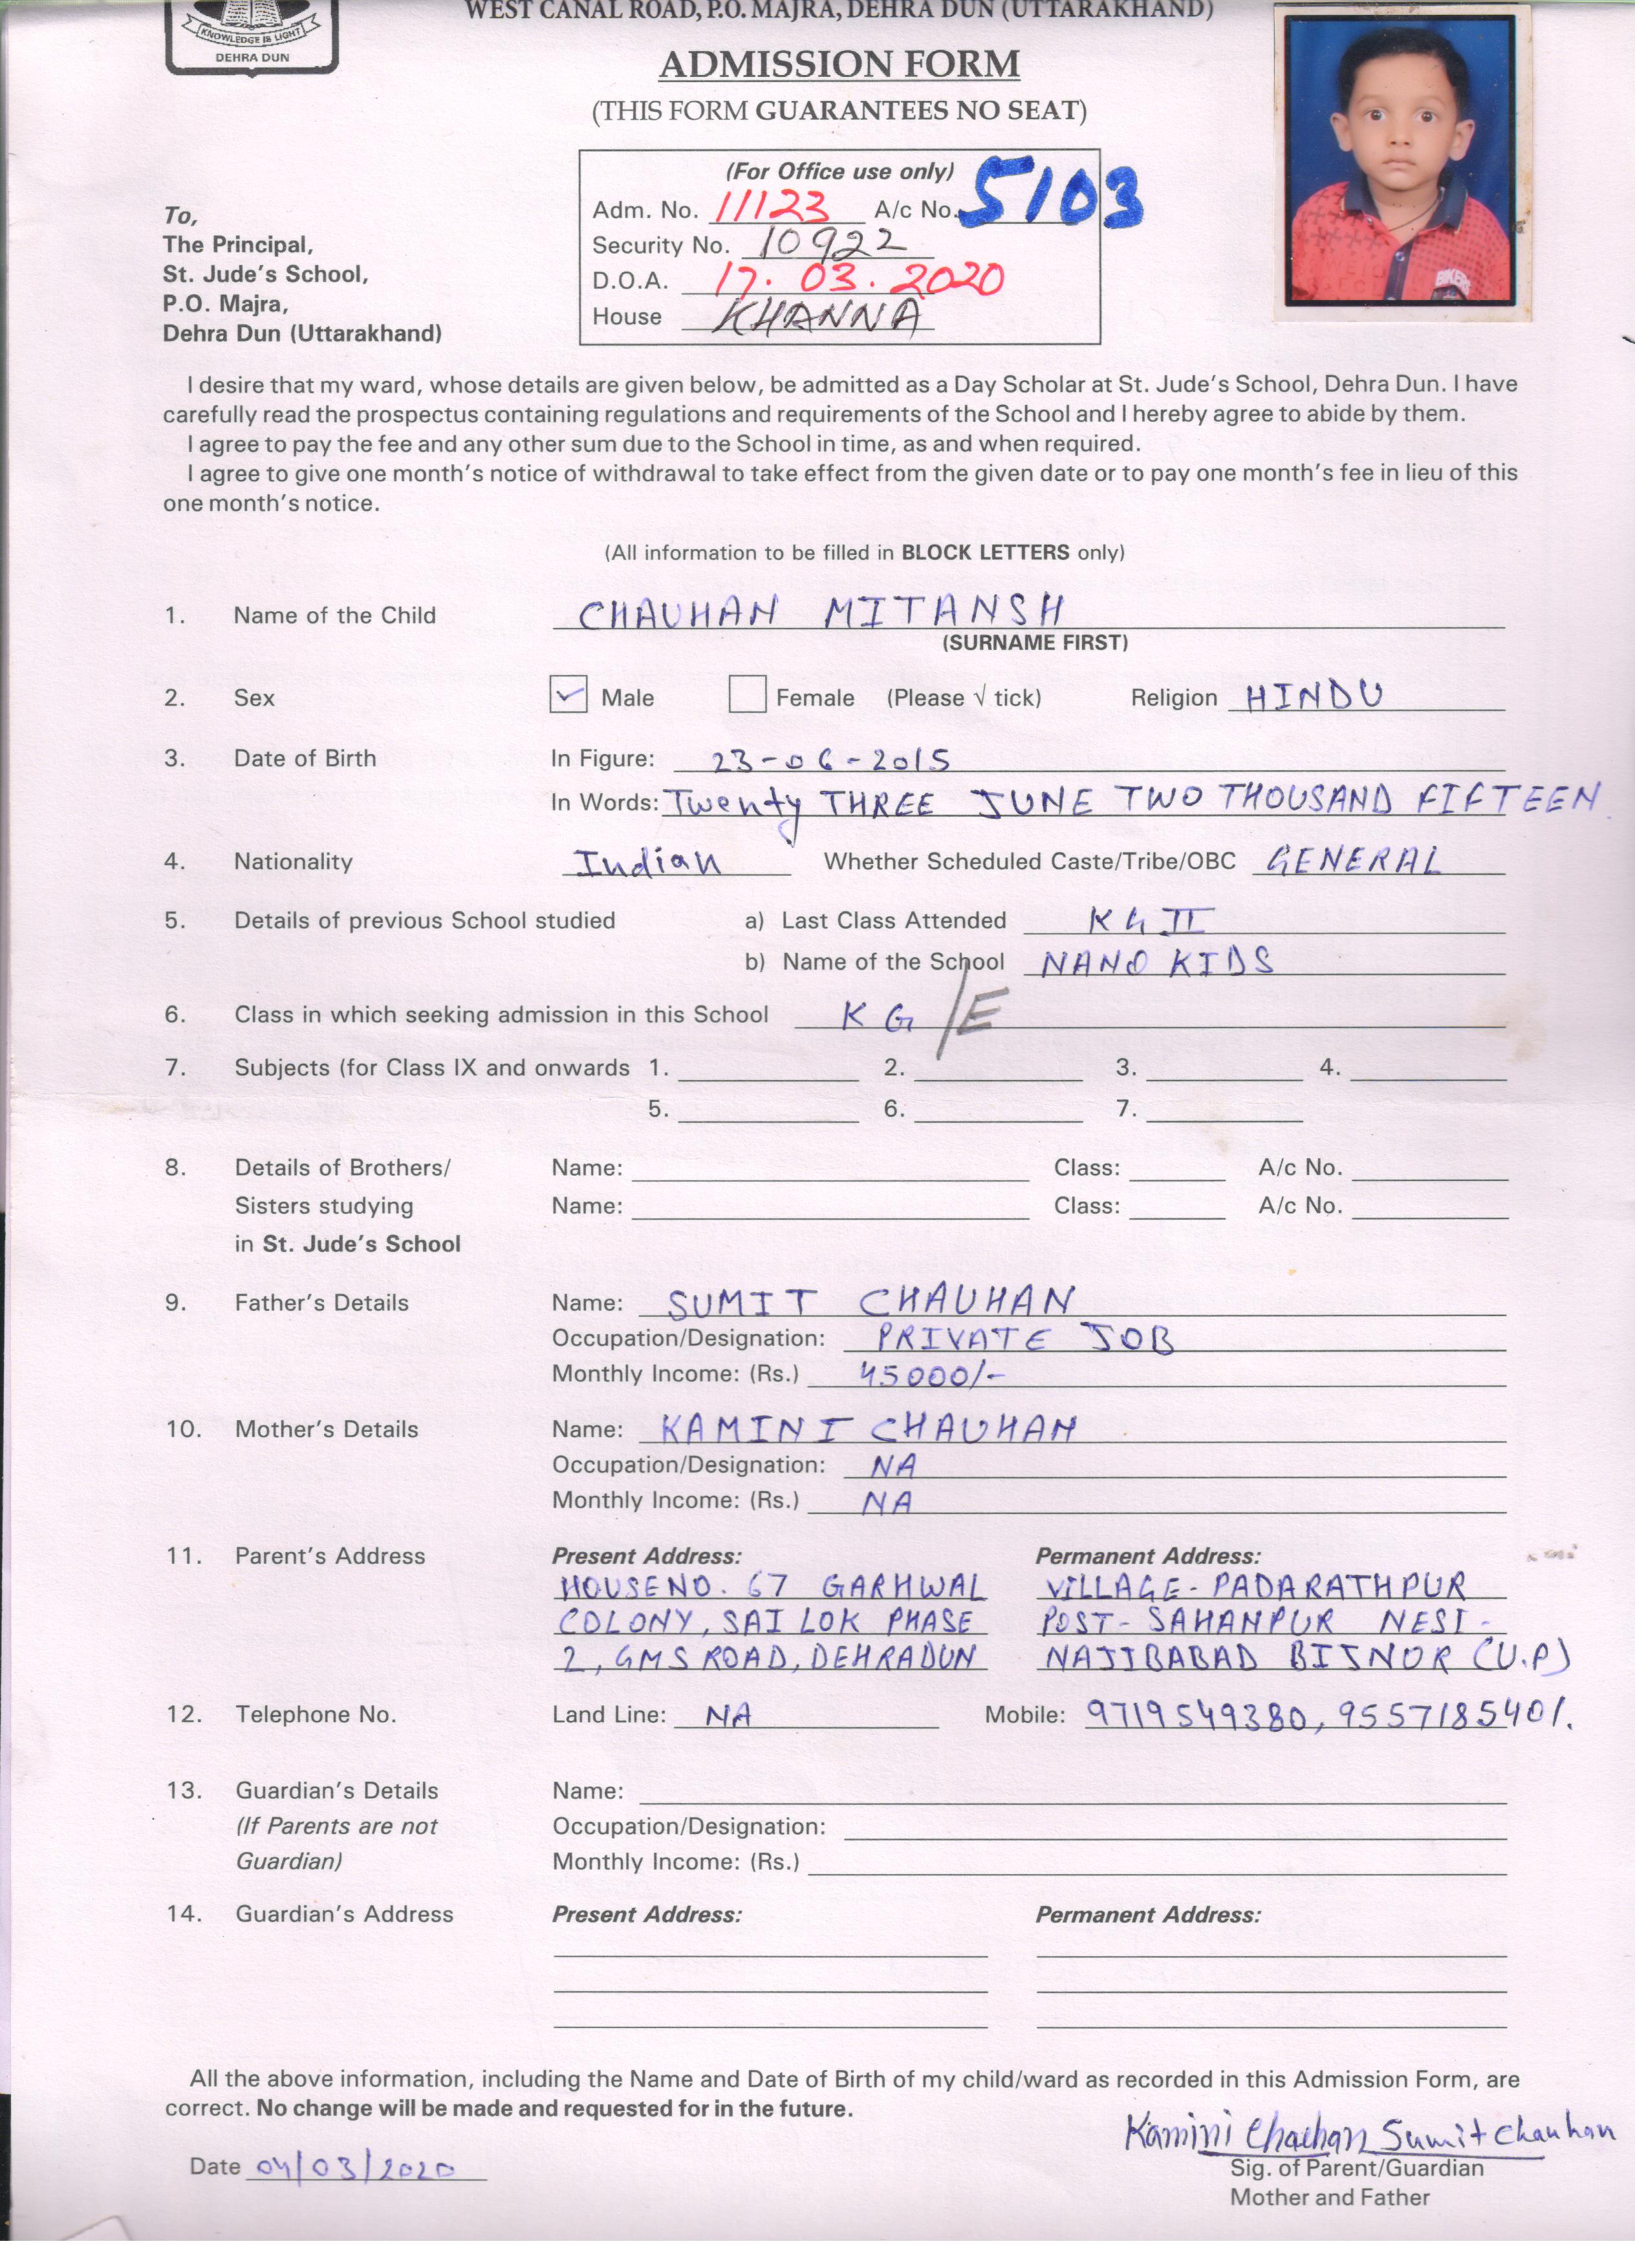 WEST CANAL ROAD, P.O. MAJRA, DEHRA DUN (UTTARAKHAND)
KNOWLEDGE IS LIGHT
DEHRA DUN
ADMISSION FORM
(THIS FORM GUARANTEES NO SEAT)
(For Office use only)
Adm. No. 11123 A/c No. 5103
Security No. 10922
D.O.A. 17.03.2020
House KHANNA
To,
The Principal,
St. Jude's School,
P.O. Majra,
Dehra Dun (Uttarakhand)
I desire that my ward, whose details are given below, be admitted as a Day Scholar at St. Jude's School, Dehra Dun. I have
carefully read the prospectus containing regulations and requirements of the School and I hereby agree to abide by them.
I agree to pay the fee and any other sum due to the School in time, as and when required.
I agree to give one month's notice of withdrawal to take effect from the given date or to pay one month's fee in lieu of this
one month's notice.
(All information to be filled in BLOCK LETTERS only)
1. Name of the Child CHAUHAN MITANSH
(SURNAME FIRST)
2. Sex Male Female (Please √ tick) Religion HINDU
3. Date of Birth In Figure: 23-06-2015
In Words: Twenty THREE JUNE TWO THOUSAND FIFTEEN
4. Nationality Indian Whether Scheduled Caste/Tribe/OBC GENERAL
5. Details of previous School studied a) Last Class Attended KG II
b) Name of the School NANO KIDS
6. Class in which seeking admission in this School KG /E
7. Subjects (for Class IX and onwards 1. 2. 3. 4.
5. 6. 7.
8. Details of Brothers/ Name: Class: A/c No.
Sisters studying Name: Class: A/c No.
in St. Jude's School
9. Father's Details Name: SUMIT CHAUHAN
Occupation/Designation: PRIVATE JOB
Monthly Income: (Rs.) 45000/-
10. Mother's Details Name: KAMINI CHAUHAN
Occupation/Designation: NA
Monthly Income: (Rs.) NA
11. Parent's Address Present Address: Permanent Address:
HOUSE NO. 67 GARHWAL VILLAGE- PADARATHPUR
COLONY, SAI LOK PHASE POST- SAHANPUR NEST -
2, GMS ROAD, DEHRADUN NAJIBABAD BIJNOR (U.P)
12. Telephone No. Land Line: NA Mobile: 9719549380, 9557185401.
13. Guardian's Details Name:
(If Parents are not Occupation/Designation:
Guardian) Monthly Income: (Rs.)
14. Guardian's Address Present Address: Permanent Address:
All the above information, including the Name and Date of Birth of my child/ward as recorded in this Admission Form, are
correct. No change will be made and requested for in the future.
Kamini Chauhan Sumit Chauhan
Date 04/03/2020 Sig. of Parent/Guardian
Mother and Father